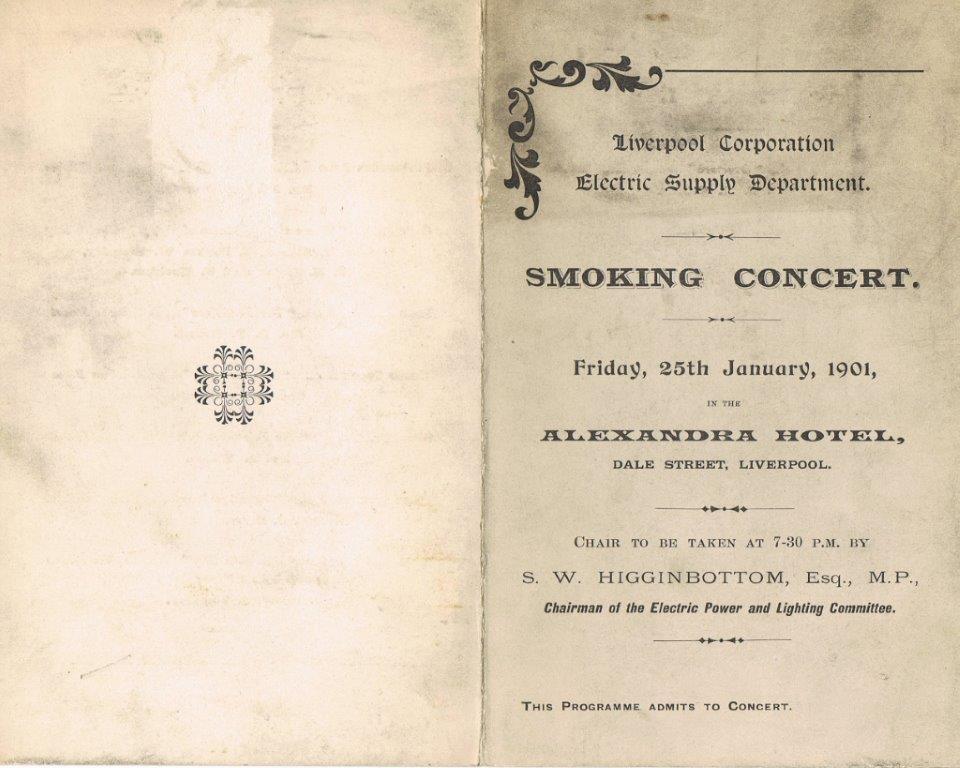 Liverpool Corporation
Electric Supply Department.
SMOKING CONCERT.
Friday, 25th January, 1901,
IN THE
ALEXANDRA HOTEL,
DALE STREET, LIVERPOOL.
CHAIR TO BE TAKEN AT 7-30 P.M. BY
S. W. HIGGINBOTTOM, Esq., M.P.,
Chairman of the Electric Power and Lighting Committee.
THIS PROGRAMME ADMITS TO CONCERT.